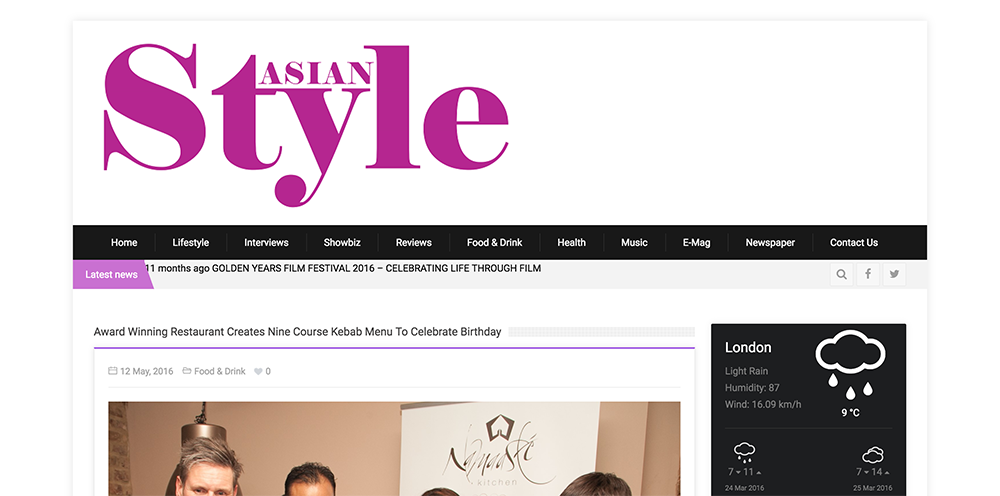 Style
ASIAN
Home Lifestyle Interviews Showbiz Reviews Food & Drink Health Music E-Mag Newspaper Contact Us
Latest news 11 months ago GOLDEN YEARS FILM FESTIVAL 2016 – CELEBRATING LIFE THROUGH FILM
Award Winning Restaurant Creates Nine Course Kebab Menu To Celebrate Birthday
12 May, 2016 Food & Drink 0
Namaaste
kitchen
London
Light Rain
Humidity: 87
Wind: 16.09 km/h
9 °C
7 11 7 14
24 Mar 2016 25 Mar 2016